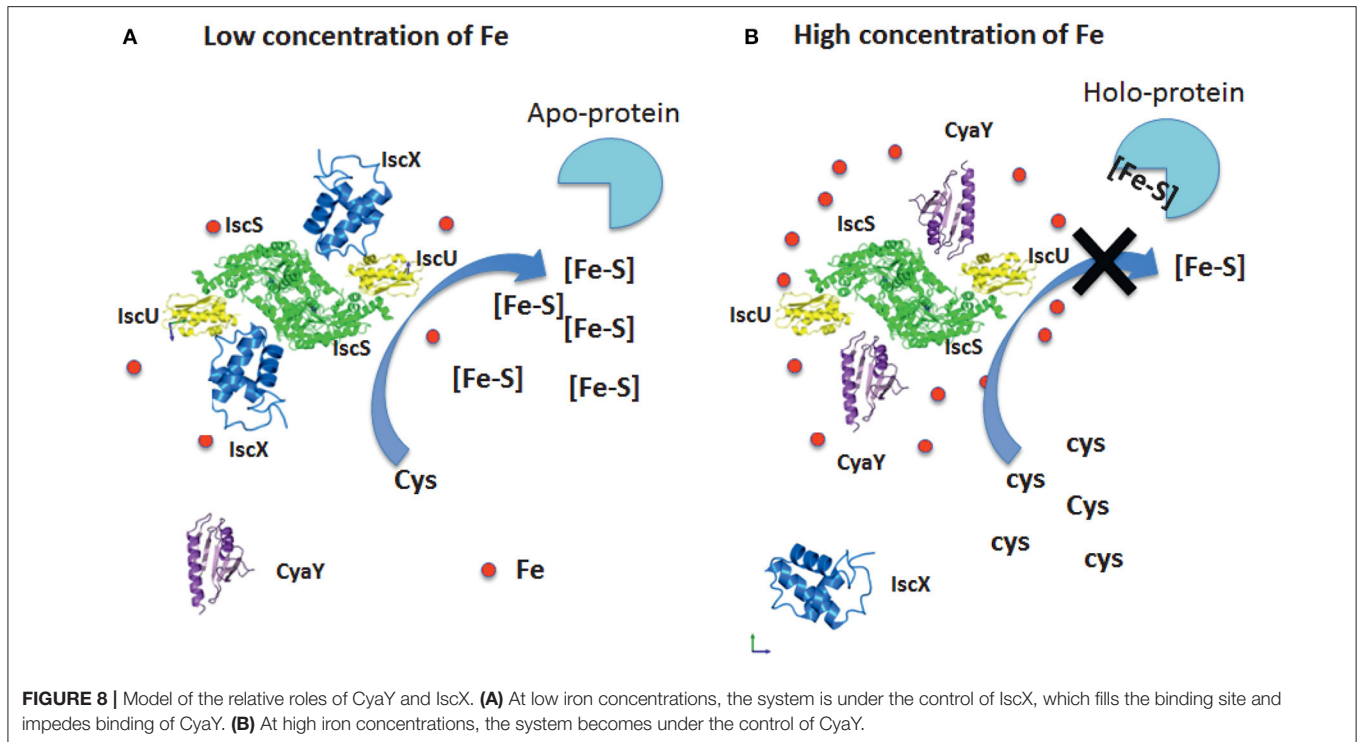 A Low concentration of Fe
Apo-protein
IscX
IscS
IscU
[Fe-S]
[Fe-S]
[Fe-S]
IscU
IscS
[Fe-S]
[Fe-S]
IscX
Cys
CyaY
Fe
B High concentration of Fe
Holo-protein
CyaY
[Fe-S]
IscS
IscU
[Fe-S]
IscU
IscS
CyaY
cys
cys
Cys
cys
cys
IscX
FIGURE 8 | Model of the relative roles of CyaY and IscX. (A) At low iron concentrations, the system is under the control of IscX, which fills the binding site and
impedes binding of CyaY. (B) At high iron concentrations, the system becomes under the control of CyaY.